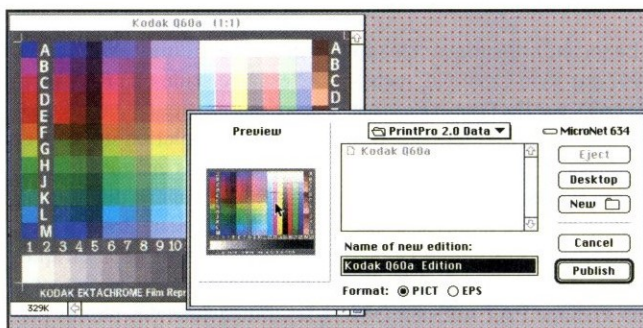 Kodak Q60a (1:1)
A
B
C
D
E
F
G
H
J
K
L
M
1 2 3 4 5 6 7 8 9 10
KODAK EKTACHROME Film Repr
329K
A
B
C
D
E
Preview
PrintPro 2.0 Data
Kodak Q60a
Name of new edition:
Kodak Q60a Edition
Format: PICT EPS
MicroNet 634
Eject
Desktop
New
Cancel
Publish